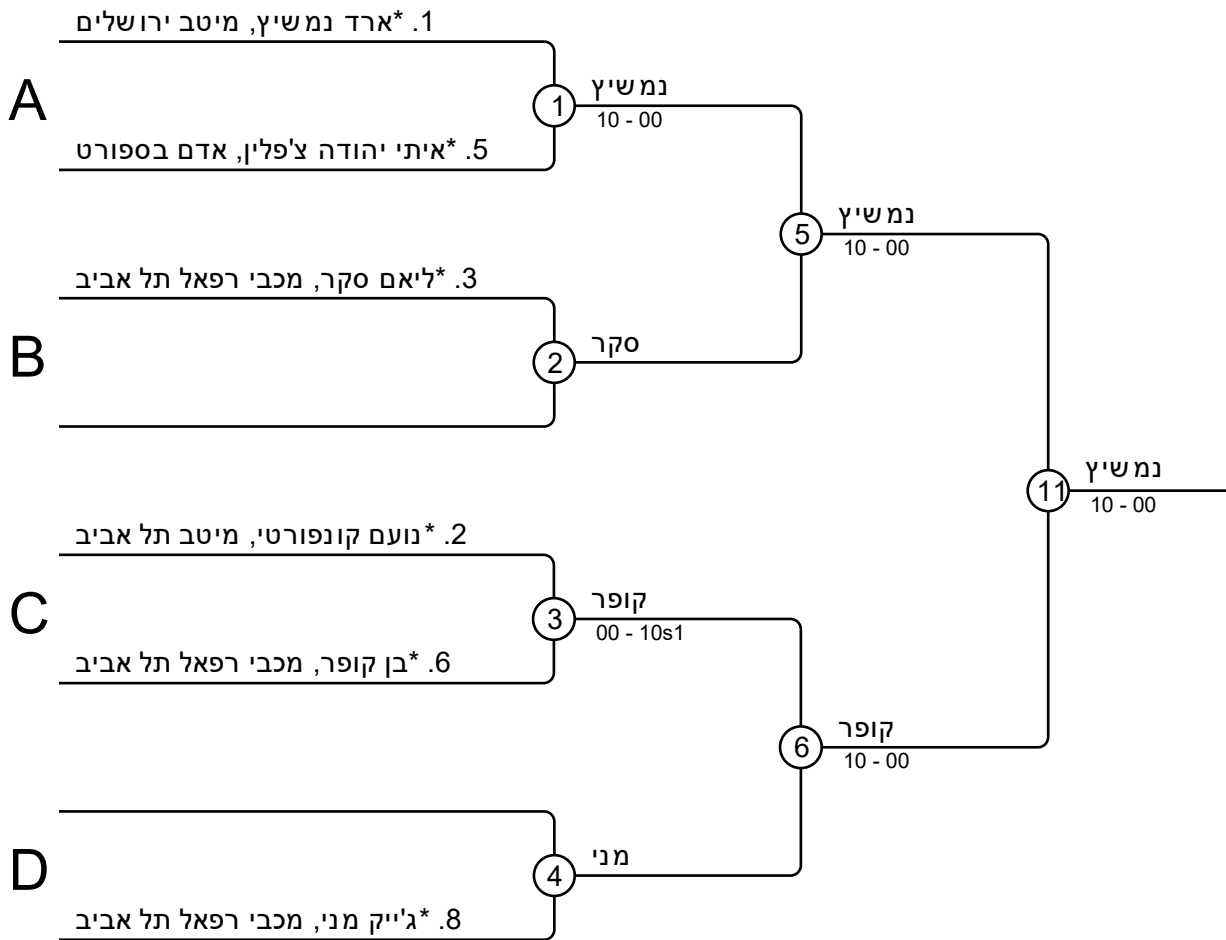 1. *ארד נמשיץ, מיטב ירושלים
A
1
נמשיץ
10 - 00
5. *איתי יהודה צ'פלין, אדם בספורט
5
נמשיץ
10 - 00
3. *ליאם סקר, מכבי רפאל תל אביב
B
2
סקר
11
נמשיץ
10 - 00
2. *נועם קונפורטי, מיטב תל אביב
C
3
קופר
00 - 10s1
6. *בן קופר, מכבי רפאל תל אביב
6
קופר
10 - 00
D
4
מני
8. *ג'ייק מני, מכבי רפאל תל אביב